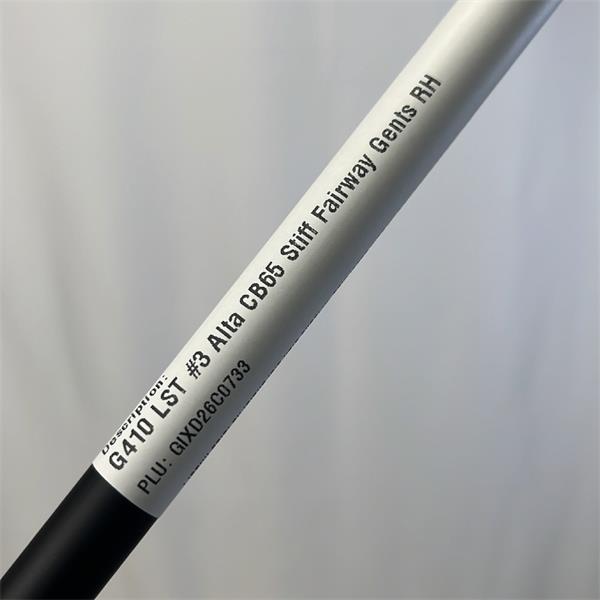 Description:
G410 LST #3 Alta CB65 Stiff Fairway Gents RH
PLU: GIXD26C0733